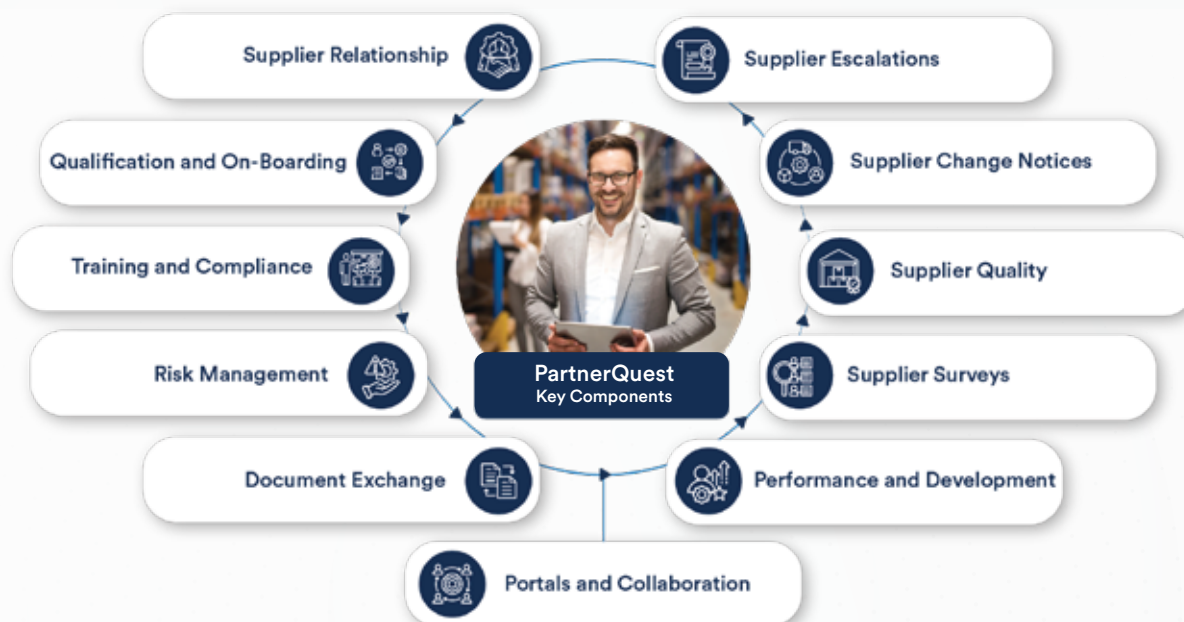 Supplier Relationship
Supplier Escalations
Qualification and On-Boarding
Supplier Change Notices
Training and Compliance
Supplier Quality
Risk Management
PartnerQuest
Key Components
Supplier Surveys
Document Exchange
Performance and Development
Portals and Collaboration